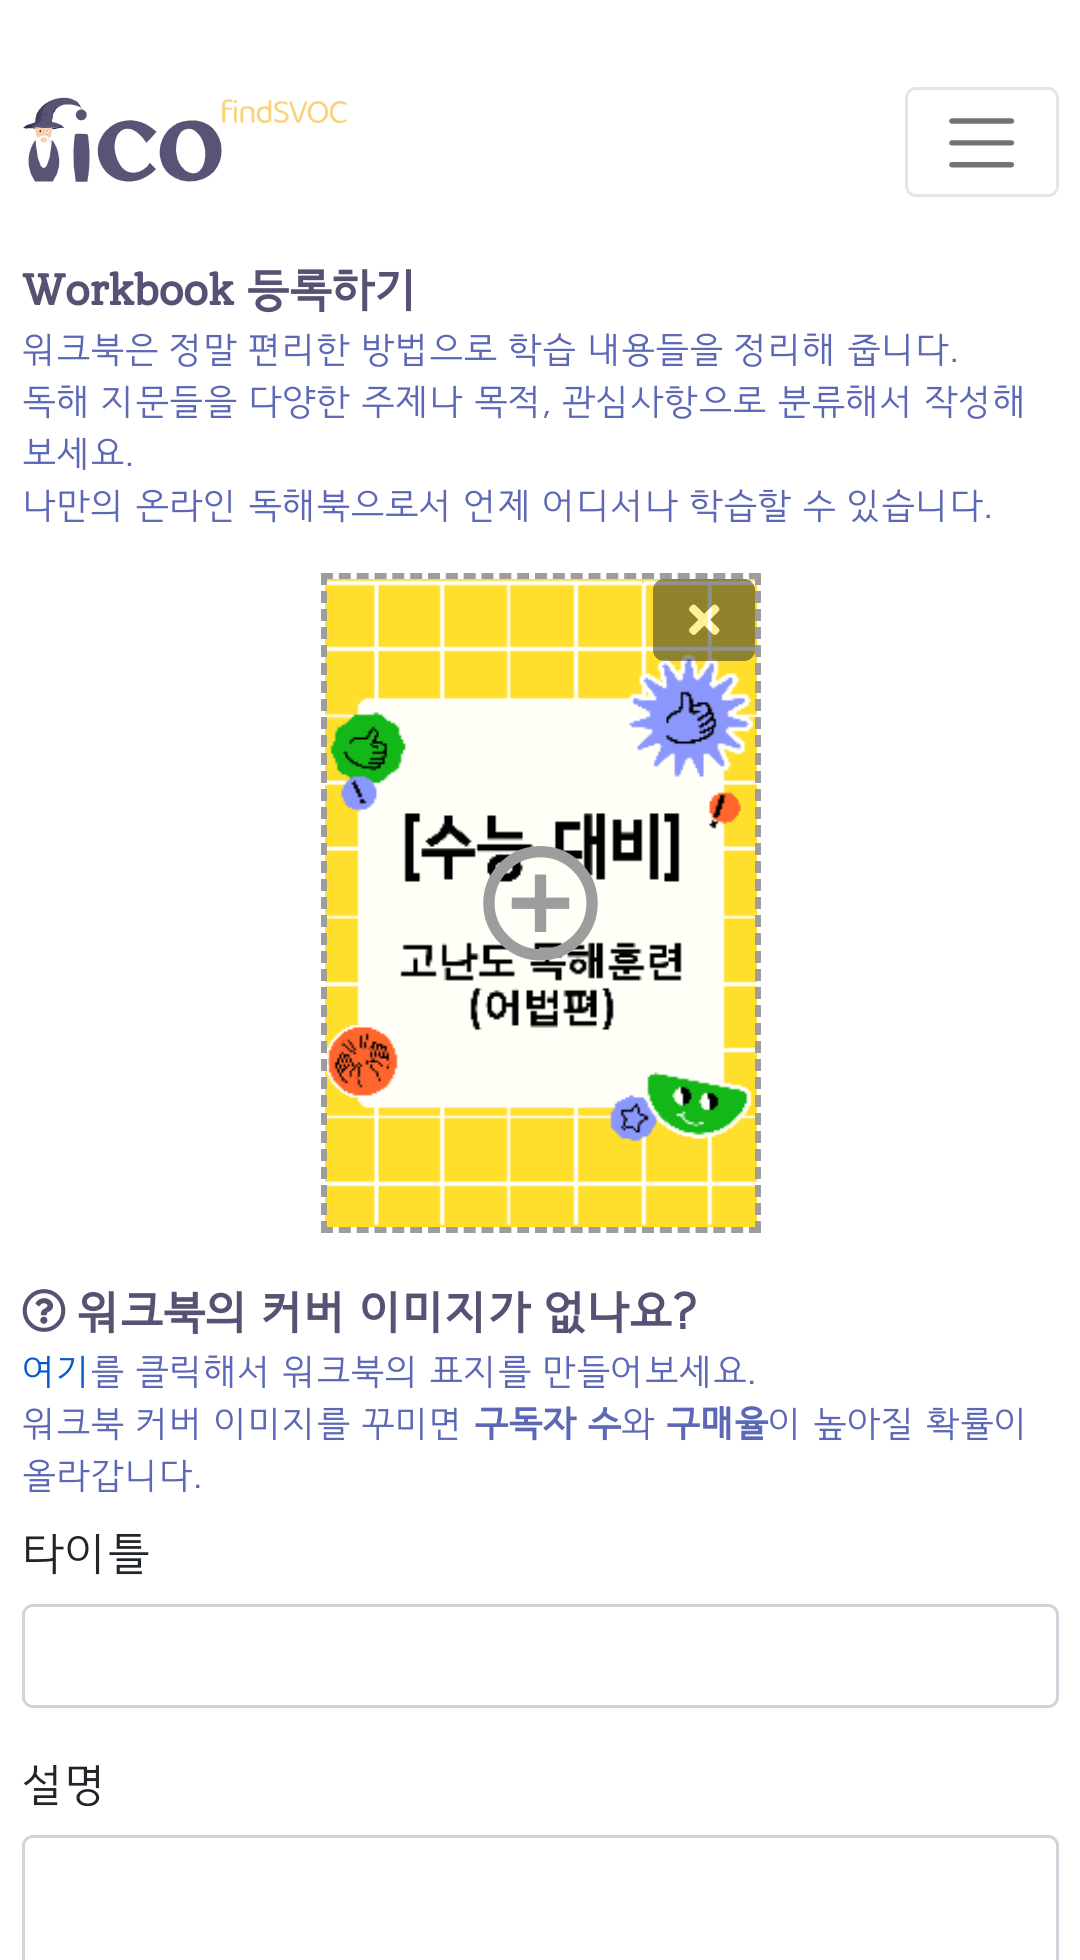 fico findSVOC
Workbook 등록하기
워크북은 정말 편리한 방법으로 학습 내용들을 정리해 줍니다.
독해 지문들을 다양한 주제나 목적, 관심사항으로 분류해서 작성해
보세요.
나만의 온라인 독해북으로서 언제 어디서나 학습할 수 있습니다.
[수능 대비]
고난도 독해훈련
(어법편)
워크북의 커버 이미지가 없나요?
여기를 클릭해서 워크북의 표지를 만들어보세요.
워크북 커버 이미지를 꾸미면 구독자 수와 구매율이 높아질 확률이
올라갑니다.
타이틀
설명